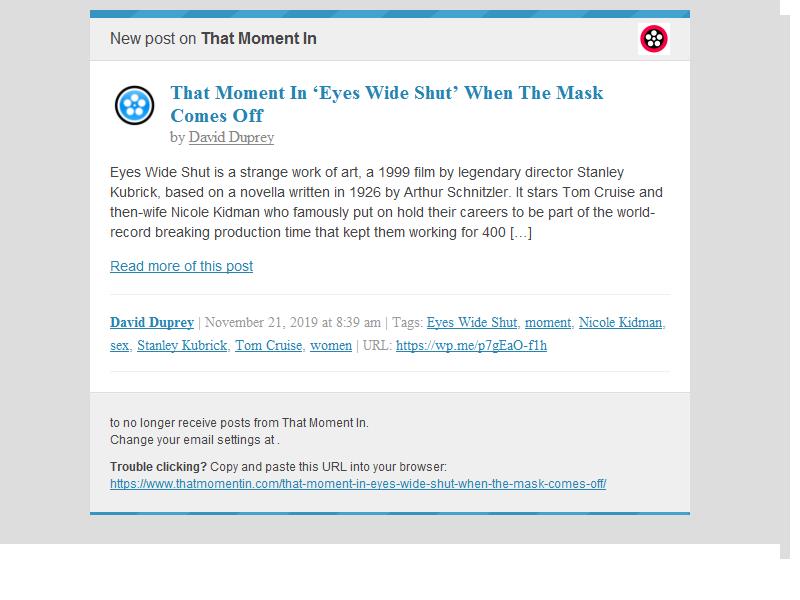 New post on That Moment In
That Moment In ‘Eyes Wide Shut’ When The Mask
Comes Off
by David Duprey
Eyes Wide Shut is a strange work of art, a 1999 film by legendary director Stanley
Kubrick, based on a novella written in 1926 by Arthur Schnitzler. It stars Tom Cruise and
then-wife Nicole Kidman who famously put on hold their careers to be part of the world-
record breaking production time that kept them working for 400 […]
Read more of this post
David Duprey | November 21, 2019 at 8:39 am | Tags: Eyes Wide Shut, moment, Nicole Kidman,
sex, Stanley Kubrick, Tom Cruise, women | URL: https://wp.me/p7gEaO-f1h
to no longer receive posts from That Moment In.
Change your email settings at .
Trouble clicking? Copy and paste this URL into your browser:
https://www.thatmomentin.com/that-moment-in-eyes-wide-shut-when-the-mask-comes-off/